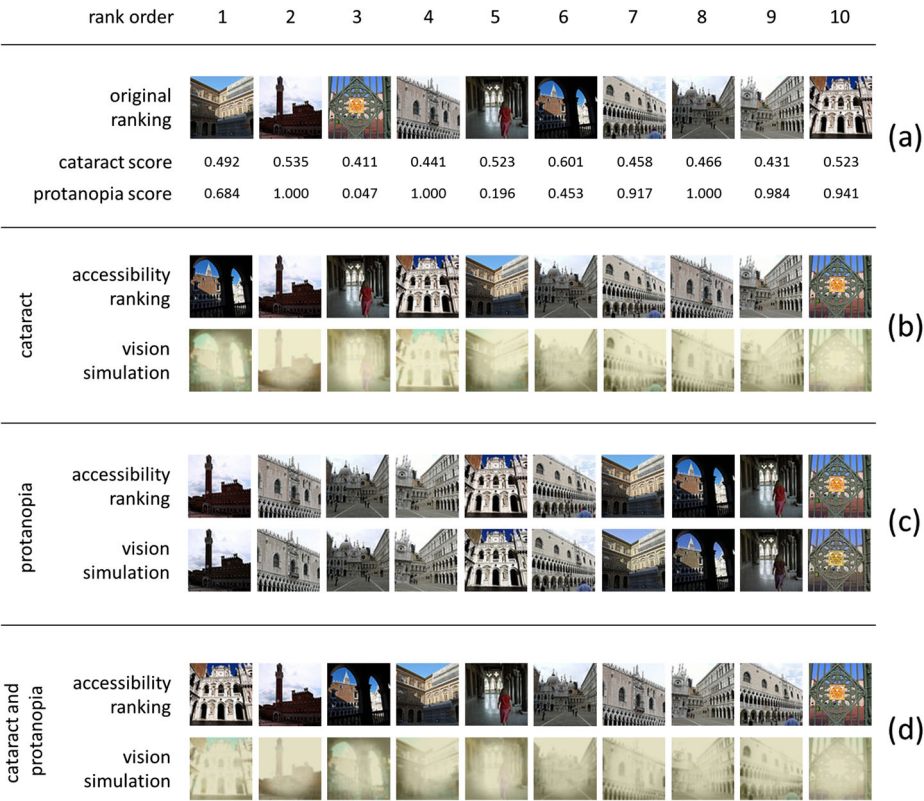 rank order 1 2 3 4 5 6 7 8 9 10
original
ranking
(a)
cataract score 0.492 0.535 0.411 0.441 0.523 0.601 0.458 0.466 0.431 0.523
protanopia score 0.684 1.000 0.047 1.000 0.196 0.453 0.917 1.000 0.984 0.941
cataract
accessibility
ranking
(b)
vision
simulation
protanopia
accessibility
ranking
(c)
vision
simulation
cataract and
protanopia
accessibility
ranking
(d)
vision
simulation